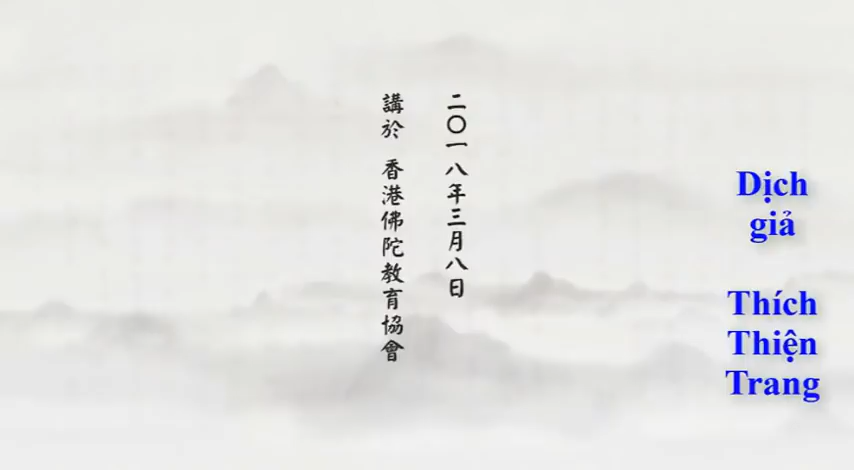 二〇一八年三月八日
講於 香港佛陀教育協會
Dịch
giả
Thích
Thiện
Trang